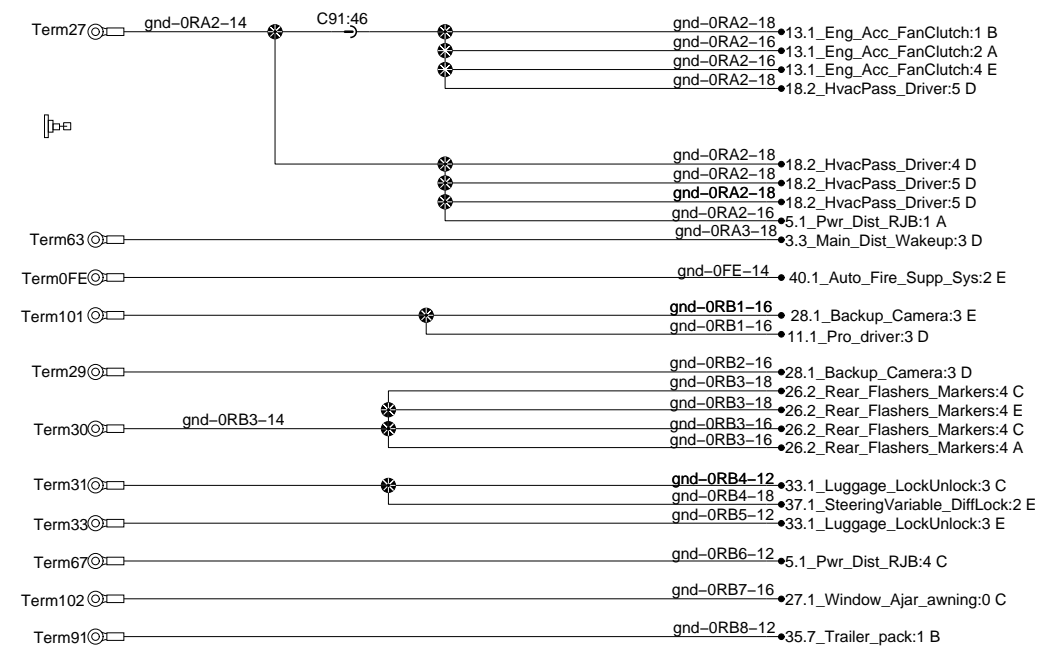 Term27 gnd–0RA2–14 C91:46 gnd–0RA2–18 13.1_Eng_Acc_FanClutch:1 B
gnd–0RA2–16 13.1_Eng_Acc_FanClutch:2 A
gnd–0RA2–16 13.1_Eng_Acc_FanClutch:4 E
gnd–0RA2–18 18.2_HvacPass_Driver:5 D
gnd–0RA2–18 18.2_HvacPass_Driver:4 D
gnd–0RA2–18 18.2_HvacPass_Driver:5 D
gnd–0RA2–18 18.2_HvacPass_Driver:5 D
gnd–0RA2–16 5.1_Pwr_Dist_RJB:1 A
Term63 gnd–0RA3–18 3.3_Main_Dist_Wakeup:3 D
Term0FE gnd–0FE–14 40.1_Auto_Fire_Supp_Sys:2 E
Term101 gnd–0RB1–16 28.1_Backup_Camera:3 E
gnd–0RB1–16 11.1_Pro_driver:3 D
Term29 gnd–0RB2–16 28.1_Backup_Camera:3 D
gnd–0RB3–18 26.2_Rear_Flashers_Markers:4 C
gnd–0RB3–18 26.2_Rear_Flashers_Markers:4 E
Term30 gnd–0RB3–14 gnd–0RB3–16 26.2_Rear_Flashers_Markers:4 C
gnd–0RB3–16 26.2_Rear_Flashers_Markers:4 A
Term31 gnd–0RB4–12 33.1_Luggage_LockUnlock:3 C
gnd–0RB4–18 37.1_SteeringVariable_DiffLock:2 E
Term33 gnd–0RB5–12 33.1_Luggage_LockUnlock:3 E
Term67 gnd–0RB6–12 5.1_Pwr_Dist_RJB:4 C
Term102 gnd–0RB7–16 27.1_Window_Ajar_awning:0 C
Term91 gnd–0RB8–12 35.7_Trailer_pack:1 B